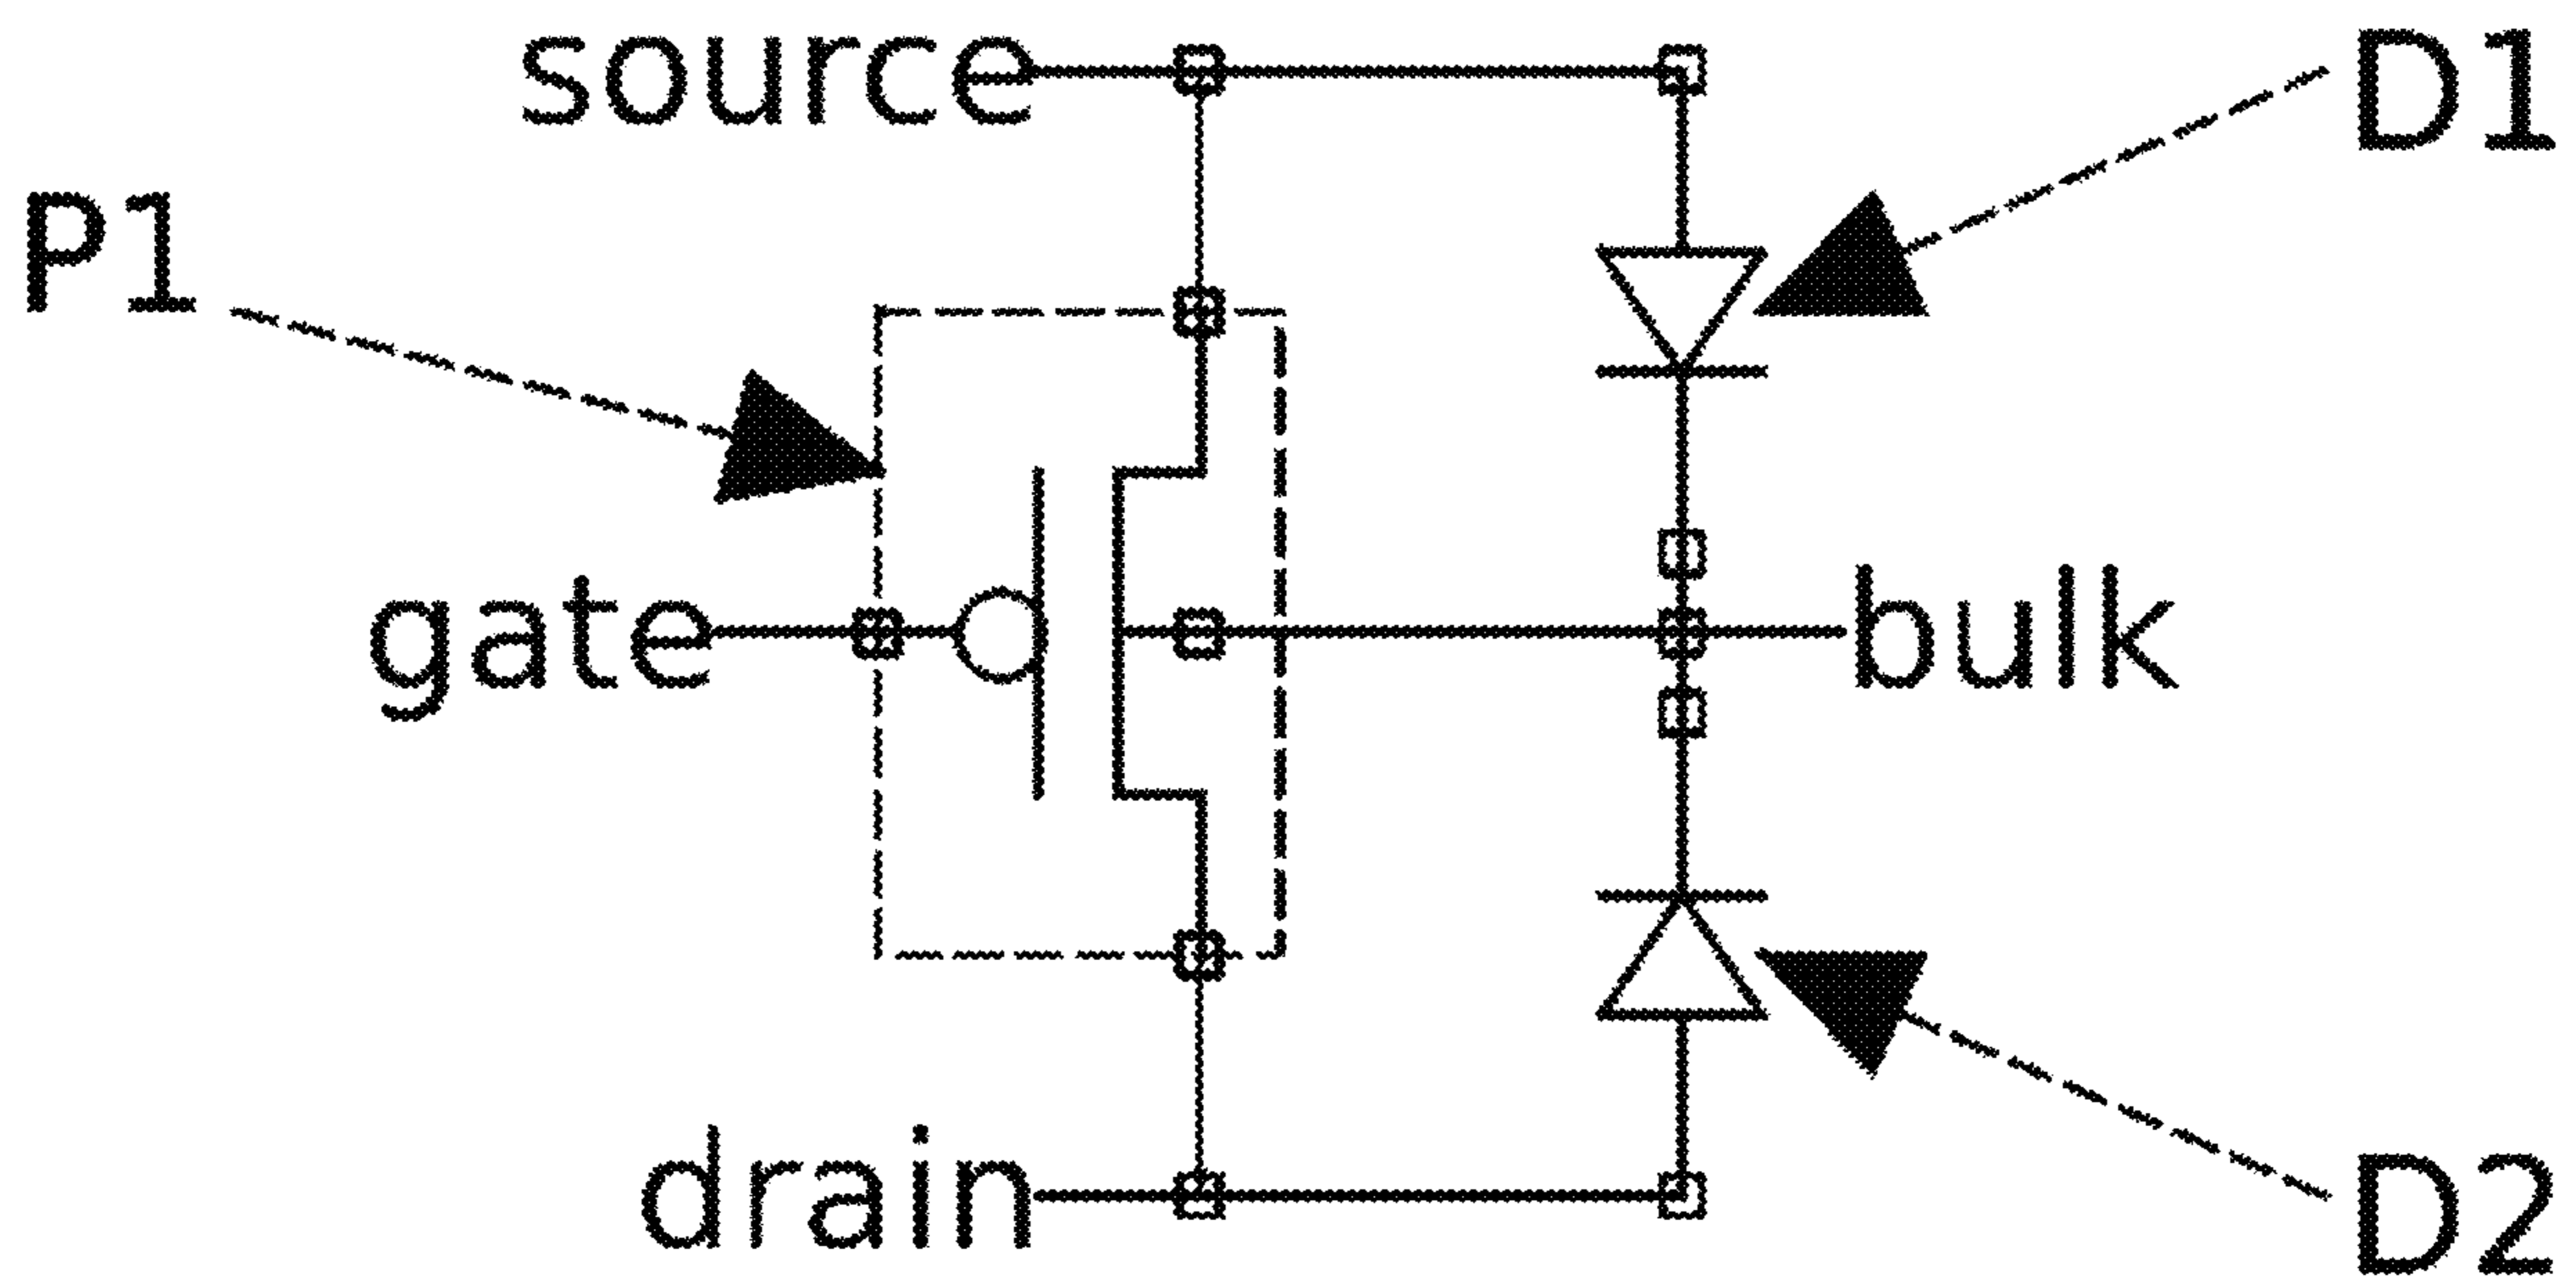 source
D1
P1
gate
bulk
drain
D2